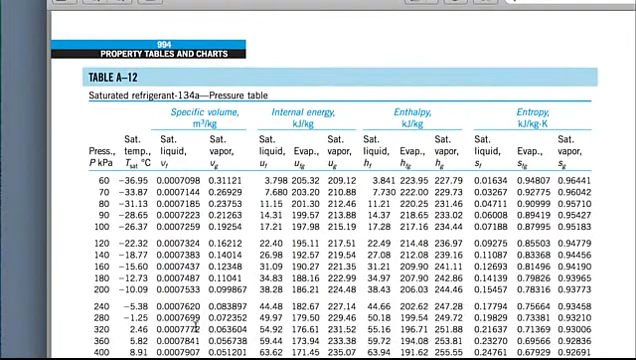 994
PROPERTY TABLES AND CHARTS
TABLE A–12
Saturated refrigerant-134a—Pressure table
Specific volume, Internal energy, Enthalpy, Entropy,
m³/kg kJ/kg kJ/kg kJ/kg·K
Sat. Sat. Sat. Sat. Sat. Sat. Sat. Sat. Sat.
Press., temp., liquid, vapor, liquid, Evap., vapor, liquid, Evap., vapor, liquid, Evap., vapor,
P kPa Tsat °C vf vg uf ufg ug hf hfg hg sf sfg sg
60 −36.95 0.0007098 0.31121 3.798 205.32 209.12 3.841 223.95 227.79 0.01634 0.94807 0.96441
70 −33.87 0.0007144 0.26929 7.680 203.20 210.88 7.730 222.00 229.73 0.03267 0.92775 0.96042
80 −31.13 0.0007185 0.23753 11.15 201.30 212.46 11.21 220.25 231.46 0.04711 0.90999 0.95710
90 −28.65 0.0007223 0.21263 14.31 199.57 213.88 14.37 218.65 233.02 0.06008 0.89419 0.95427
100 −26.37 0.0007259 0.19254 17.21 197.98 215.19 17.28 217.16 234.44 0.07188 0.87995 0.95183
120 −22.32 0.0007324 0.16212 22.40 195.11 217.51 22.49 214.48 236.97 0.09275 0.85503 0.94779
140 −18.77 0.0007383 0.14014 26.98 192.57 219.54 27.08 212.08 239.16 0.11087 0.83368 0.94456
160 −15.60 0.0007437 0.12348 31.09 190.27 221.35 31.21 209.90 241.11 0.12693 0.81496 0.94190
180 −12.73 0.0007487 0.11041 34.83 188.16 222.99 34.97 207.90 242.86 0.14139 0.79826 0.93965
200 −10.09 0.0007533 0.099867 38.28 186.21 224.48 38.43 206.03 244.46 0.15457 0.78316 0.93773
240 −5.38 0.0007620 0.083897 44.48 182.67 227.14 44.66 202.62 247.28 0.17794 0.75664 0.93458
280 −1.25 0.0007699 0.072352 49.97 179.50 229.46 50.18 199.54 249.72 0.19829 0.73381 0.93210
320 2.46 0.0007772 0.063604 54.92 176.61 231.52 55.16 196.71 251.88 0.21637 0.71369 0.93006
360 5.82 0.0007841 0.056738 59.44 173.94 233.38 59.72 194.08 253.81 0.23270 0.69566 0.92836
400 8.91 0.0007907 0.051201 63.62 171.45 235.07 63.94 191.62 255.55 0.24761 0.67929 0.92691